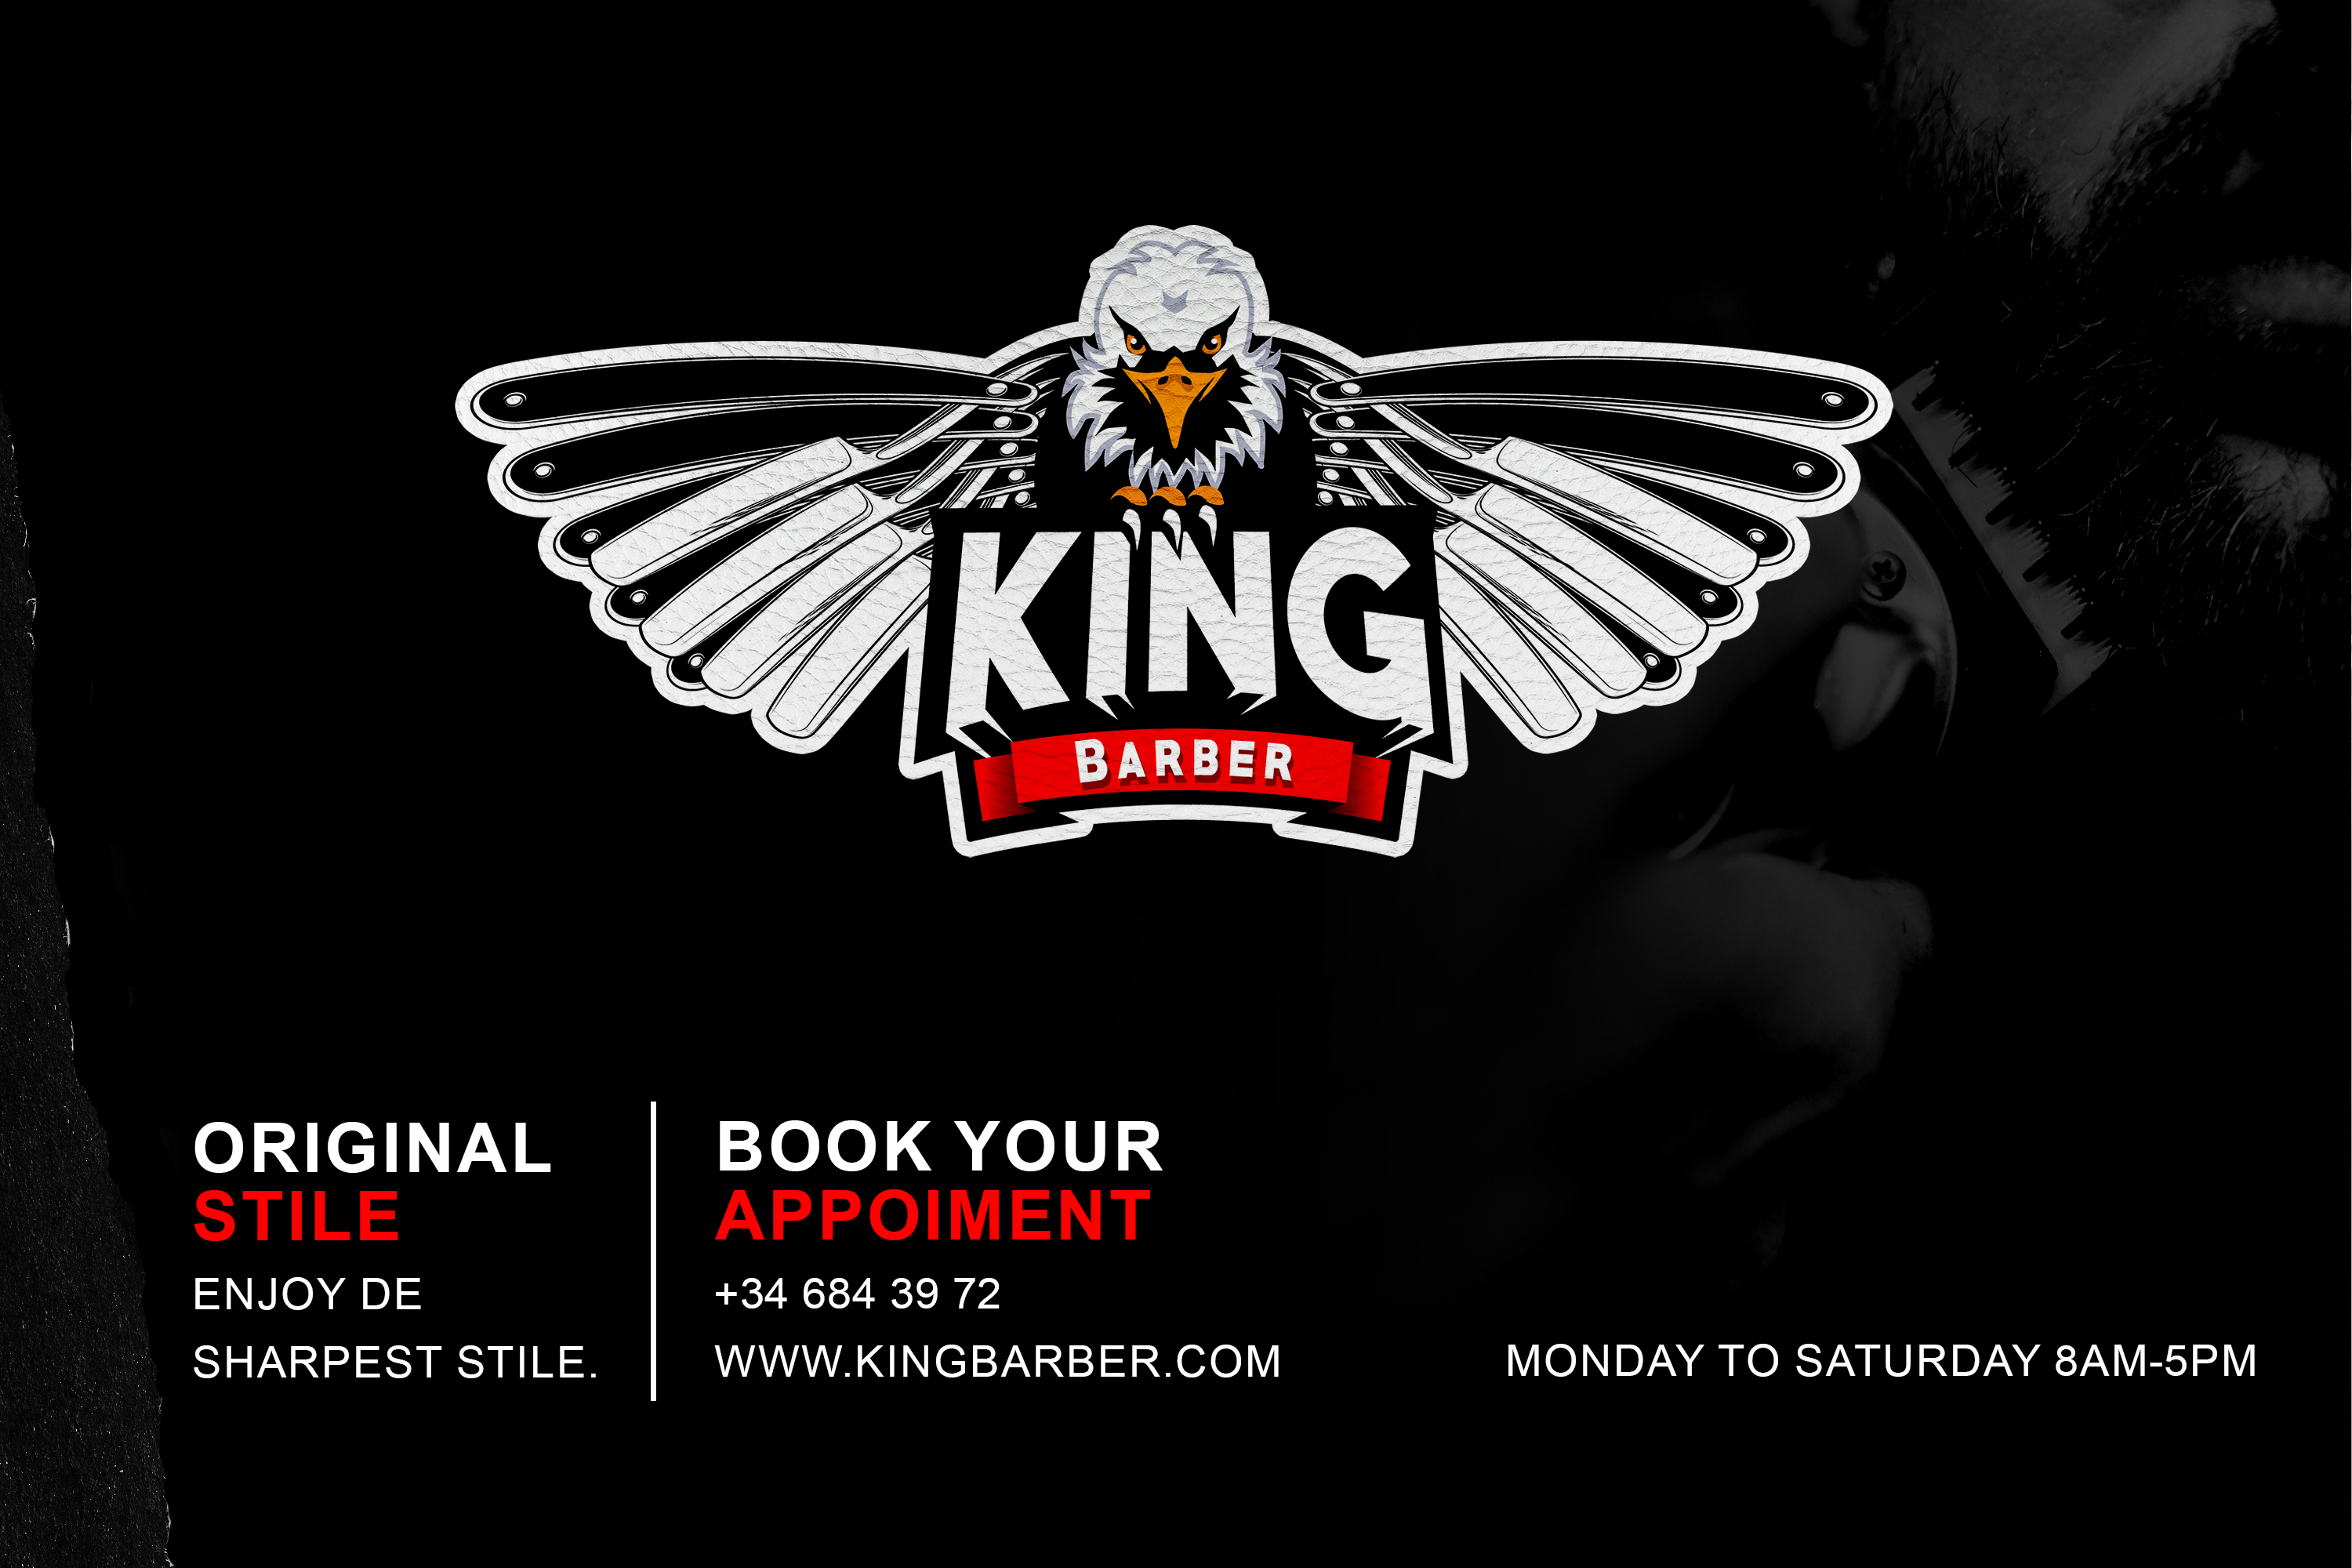 KING
BARBER
ORIGINAL
STILE
ENJOY DE
SHARPEST STILE.
BOOK YOUR
APPOIMENT
+34 684 39 72
WWW.KINGBARBER.COM
MONDAY TO SATURDAY 8AM-5PM